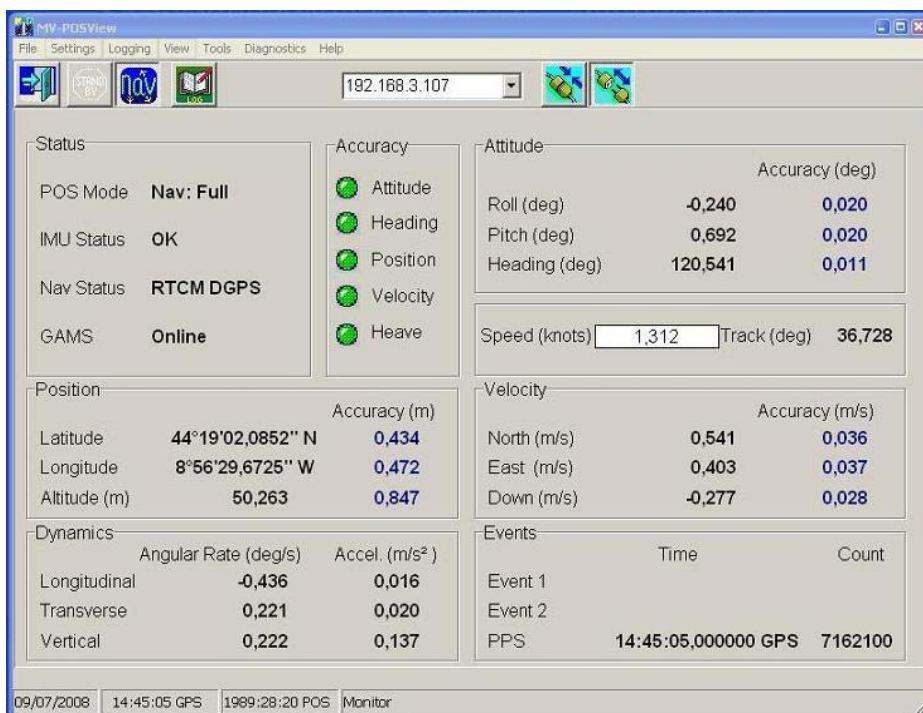 MV-POSView
File Settings Logging View Tools Diagnostics Help
STAND BY nav LOG 192.168.3.107
Status
POS Mode Nav: Full
IMU Status OK
Nav Status RTCM DGPS
GAMS Online
Accuracy
Attitude
Heading
Position
Velocity
Heave
Attitude
Accuracy (deg)
Roll (deg) -0,240 0,020
Pitch (deg) 0,692 0,020
Heading (deg) 120,541 0,011
Speed (knots) 1,312 Track (deg) 36,728
Position
Accuracy (m)
Latitude 44°19'02,0852'' N 0,434
Longitude 8°56'29,6725'' W 0,472
Altitude (m) 50,263 0,847
Velocity
Accuracy (m/s)
North (m/s) 0,541 0,036
East (m/s) 0,403 0,037
Down (m/s) -0,277 0,028
Dynamics
Angular Rate (deg/s) Accel. (m/s²)
Longitudinal -0,436 0,016
Transverse 0,221 0,020
Vertical 0,222 0,137
Events
Time Count
Event 1
Event 2
PPS 14:45:05,000000 GPS 7162100
09/07/2008 14:45:05 GPS 1989:28:20 POS Monitor